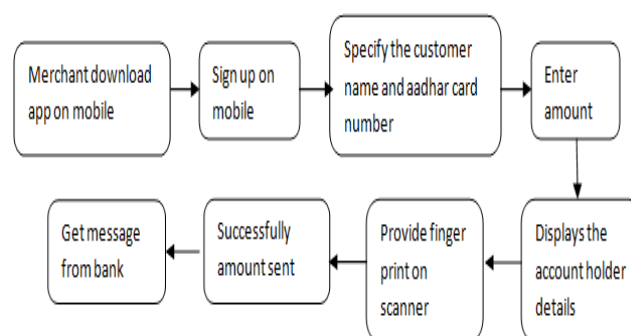 Merchant download
app on mobile
Sign up on
mobile
Specify the customer
name and aadhar card
number
Enter
amount
Displays the
account holder
details
Provide finger
print on
scanner
Successfully
amount sent
Get message
from bank